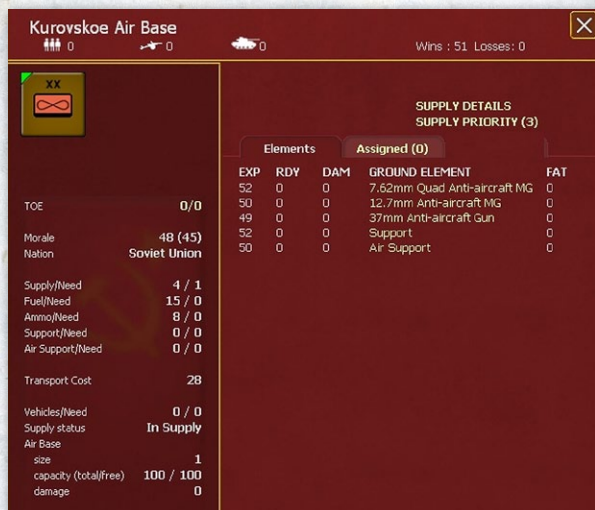 Kurovskoe Air Base
0 0 0 Wins : 51 Losses: 0
XX
SUPPLY DETAILS
SUPPLY PRIORITY (3)
Elements Assigned (0)
EXP RDY DAM GROUND ELEMENT FAT
52 0 0 7.62mm Quad Anti-aircraft MG 0
50 0 0 12.7mm Anti-aircraft MG 0
49 0 0 37mm Anti-aircraft Gun 0
52 0 0 Support 0
50 0 0 Air Support 0
TOE 0/0
Morale 48 (45)
Nation Soviet Union
Supply/Need 4 / 1
Fuel/Need 15 / 0
Ammo/Need 8 / 0
Support/Need 0 / 0
Air Support/Need 0 / 0
Transport Cost 28
Vehicles/Need 0 / 0
Supply status In Supply
Air Base
size 1
capacity (total/free) 100 / 100
damage 0